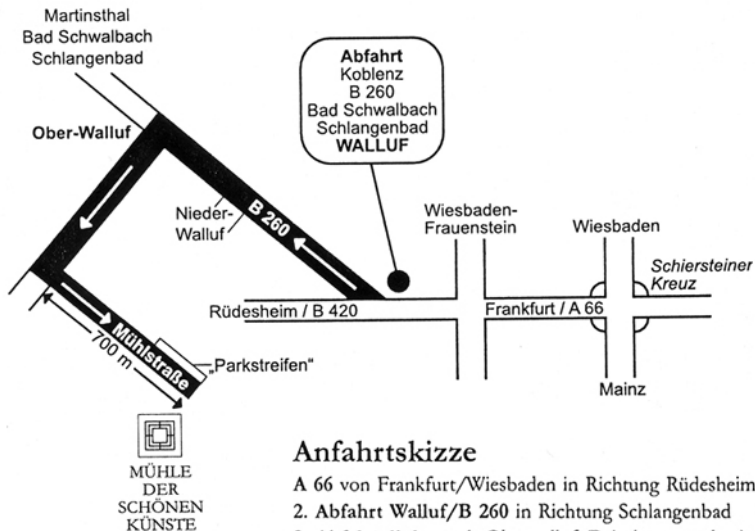 Martinsthal
Bad Schwalbach
Schlangenbad
Ober-Walluf
Abfahrt
Koblenz
B 260
Bad Schwalbach
Schlangenbad
WALLUF
Nieder-
Walluf
B 260
Wiesbaden-
Frauenstein
Wiesbaden
Schiersteiner
Kreuz
Rüdesheim / B 420
Frankfurt / A 66
Mainz
Mühlstraße
700 m
„Parkstreifen“
MÜHLE
DER
SCHÖNEN
KÜNSTE
Anfahrtskizze
A 66 von Frankfurt/Wiesbaden in Richtung Rüdesheim
2. Abfahrt Walluf/B 260 in Richtung Schlangenbad